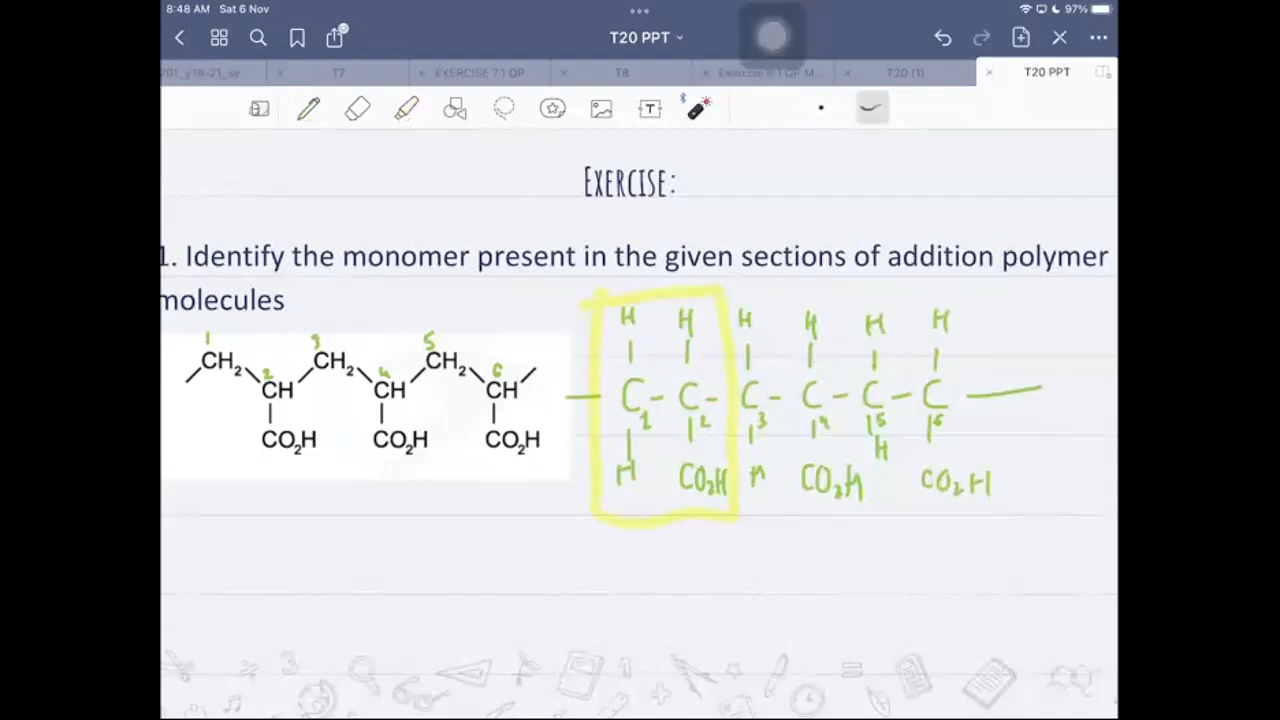 8:48 AM Sat 6 Nov
97%
T20 PPT
701_y18-21_sy
T7
EXERCISE 7.1 QP
T8
T20 (1)
T20 PPT
EXERCISE:
1. Identify the monomer present in the given sections of addition polymer
molecules
1 3 5
CH₂ CH₂ CH₂
2 4 6
CH CH CH
CO₂H CO₂H CO₂H
H H H H H H
C - C - C - C - C - C
1 2 3 4 5 6
H CO₂H H CO₂H H CO₂H